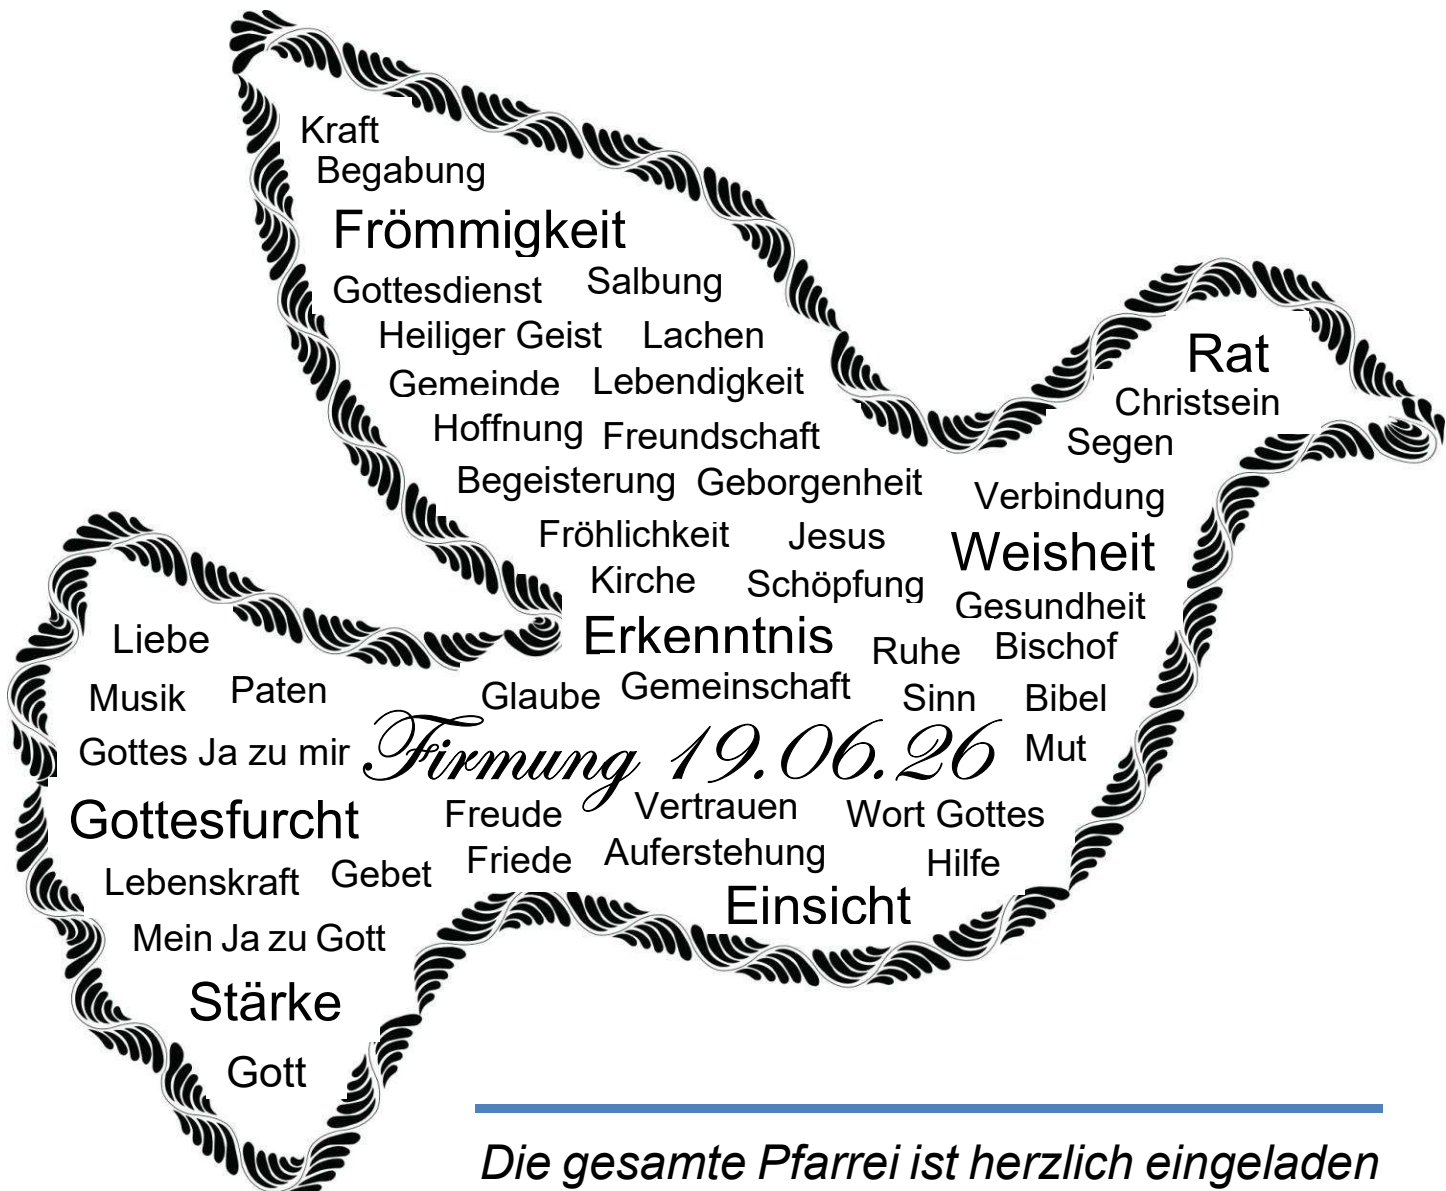 Kraft
Begabung
Frömmigkeit
Gottesdienst Salbung
Heiliger Geist Lachen
Gemeinde Lebendigkeit
Rat
Christsein
Hoffnung Freundschaft Segen
Begeisterung Geborgenheit Verbindung
Fröhlichkeit Jesus Weisheit
Kirche Schöpfung Gesundheit
Liebe Erkenntnis Ruhe Bischof
Musik Paten Glaube Gemeinschaft Sinn Bibel
Gottes Ja zu mir Firmung 19.06.26 Mut
Gottesfurcht Freude Vertrauen Wort Gottes
Lebenskraft Gebet Friede Auferstehung Hilfe
Einsicht
Mein Ja zu Gott
Stärke
Gott
Die gesamte Pfarrei ist herzlich eingeladen